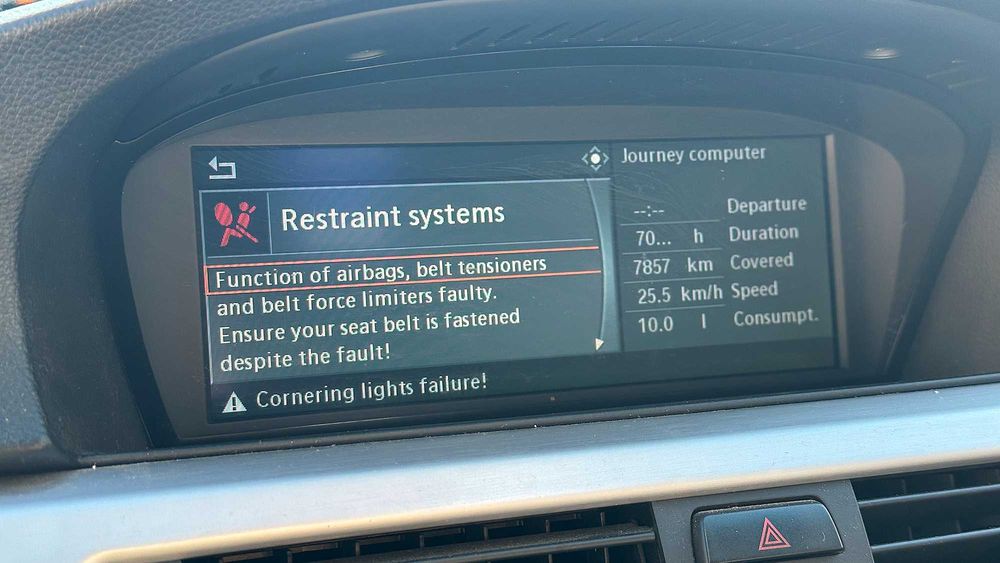 Restraint systems
Function of airbags, belt tensioners
and belt force limiters faulty.
Ensure your seat belt is fastened
despite the fault!
Cornering lights failure!
Journey computer
--:-- Departure
70... h Duration
7857 km Covered
25.5 km/h Speed
10.0 l Consumpt.